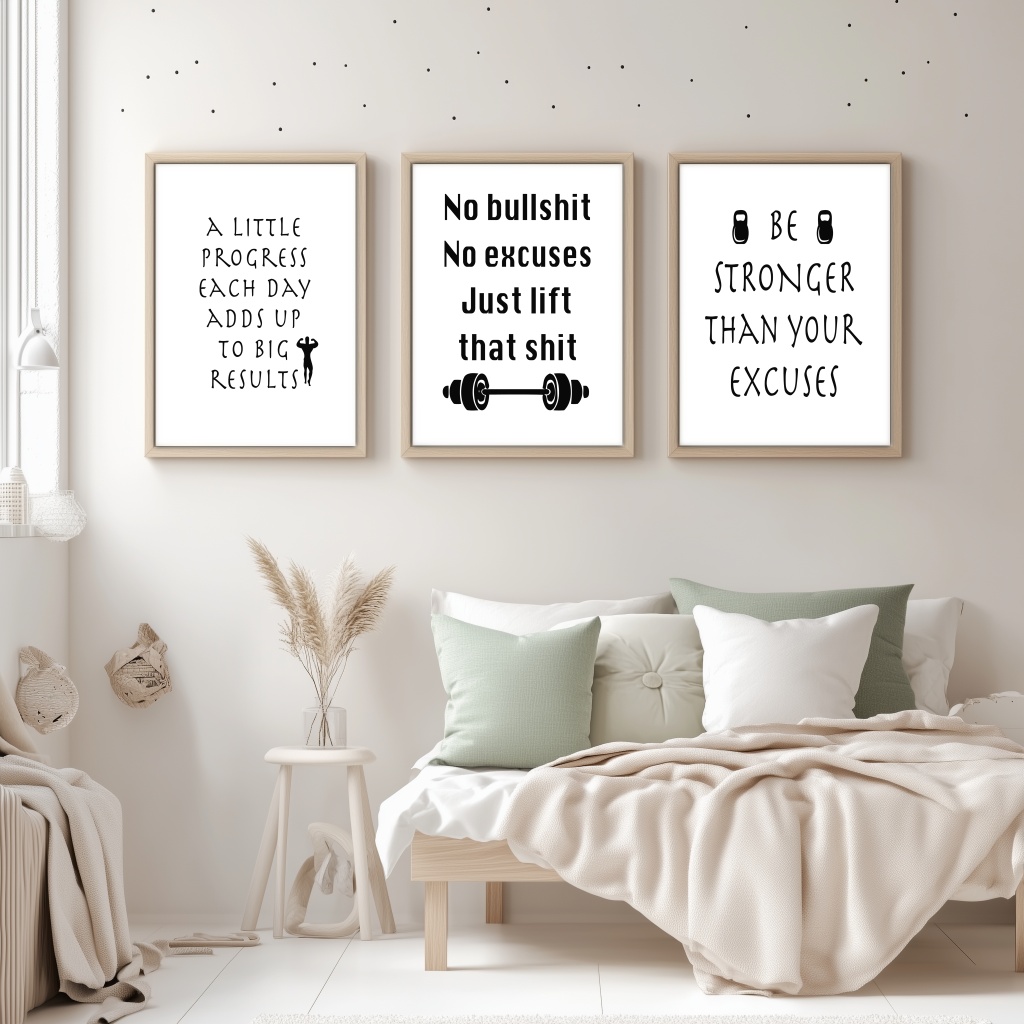 A LITTLE
PROGRESS
EACH DAY
ADDS UP
TO BIG
RESULTS
No bullshit
No excuses
Just lift
that shit
BE
STRONGER
THAN YOUR
EXCUSES